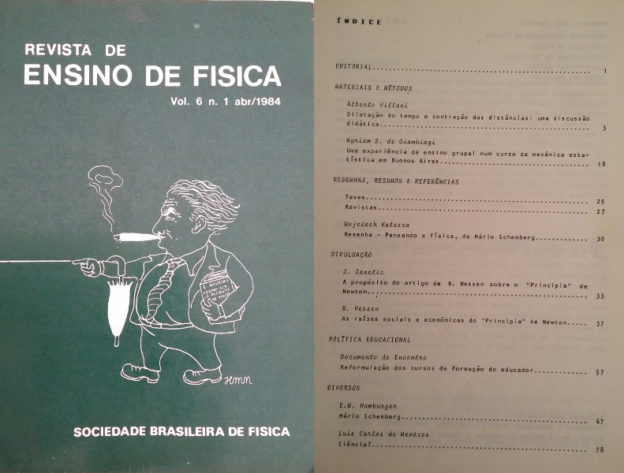 REVISTA DE
ENSINO DE FISICA
Vol. 6 n. 1 abr/1984
SOCIEDADE BRASILEIRA DE FISICA
ÍNDICE
EDITORIAL.................... 1
MATERIAIS E MÉTODOS
Alberto Villani
Dilatação do tempo e contração das distâncias: uma discussão
didática.................... 3
Myriam S. de Giambiagi
Uma experiência de ensino grupal num curso de mecânica esta-
tística em Buenos Aires.................... 18
RESENHAS, RESUMOS E REFERÊNCIAS
Teses.................... 25
Revistas.................... 27
Wojciech Kulesza
Resenha - Pensando a Física, de Mário Schenberg.................... 30
DIVULGAÇÃO
J. Zanetic
A propósito do artigo de B. Hessen sobre o "Principia" de
Newton.................... 33
B. Hessen
As raízes sociais e econômicas do "Principia" de Newton..... 37
POLÍTICA EDUCACIONAL
Documento de Encontro
Reformulação dos cursos de formação do educador.................... 57
DIVERSOS
E.W. Hamburger
Mário Schenberg.................... 67
Luis Carlos de Menezes
Ciência?.................... 78